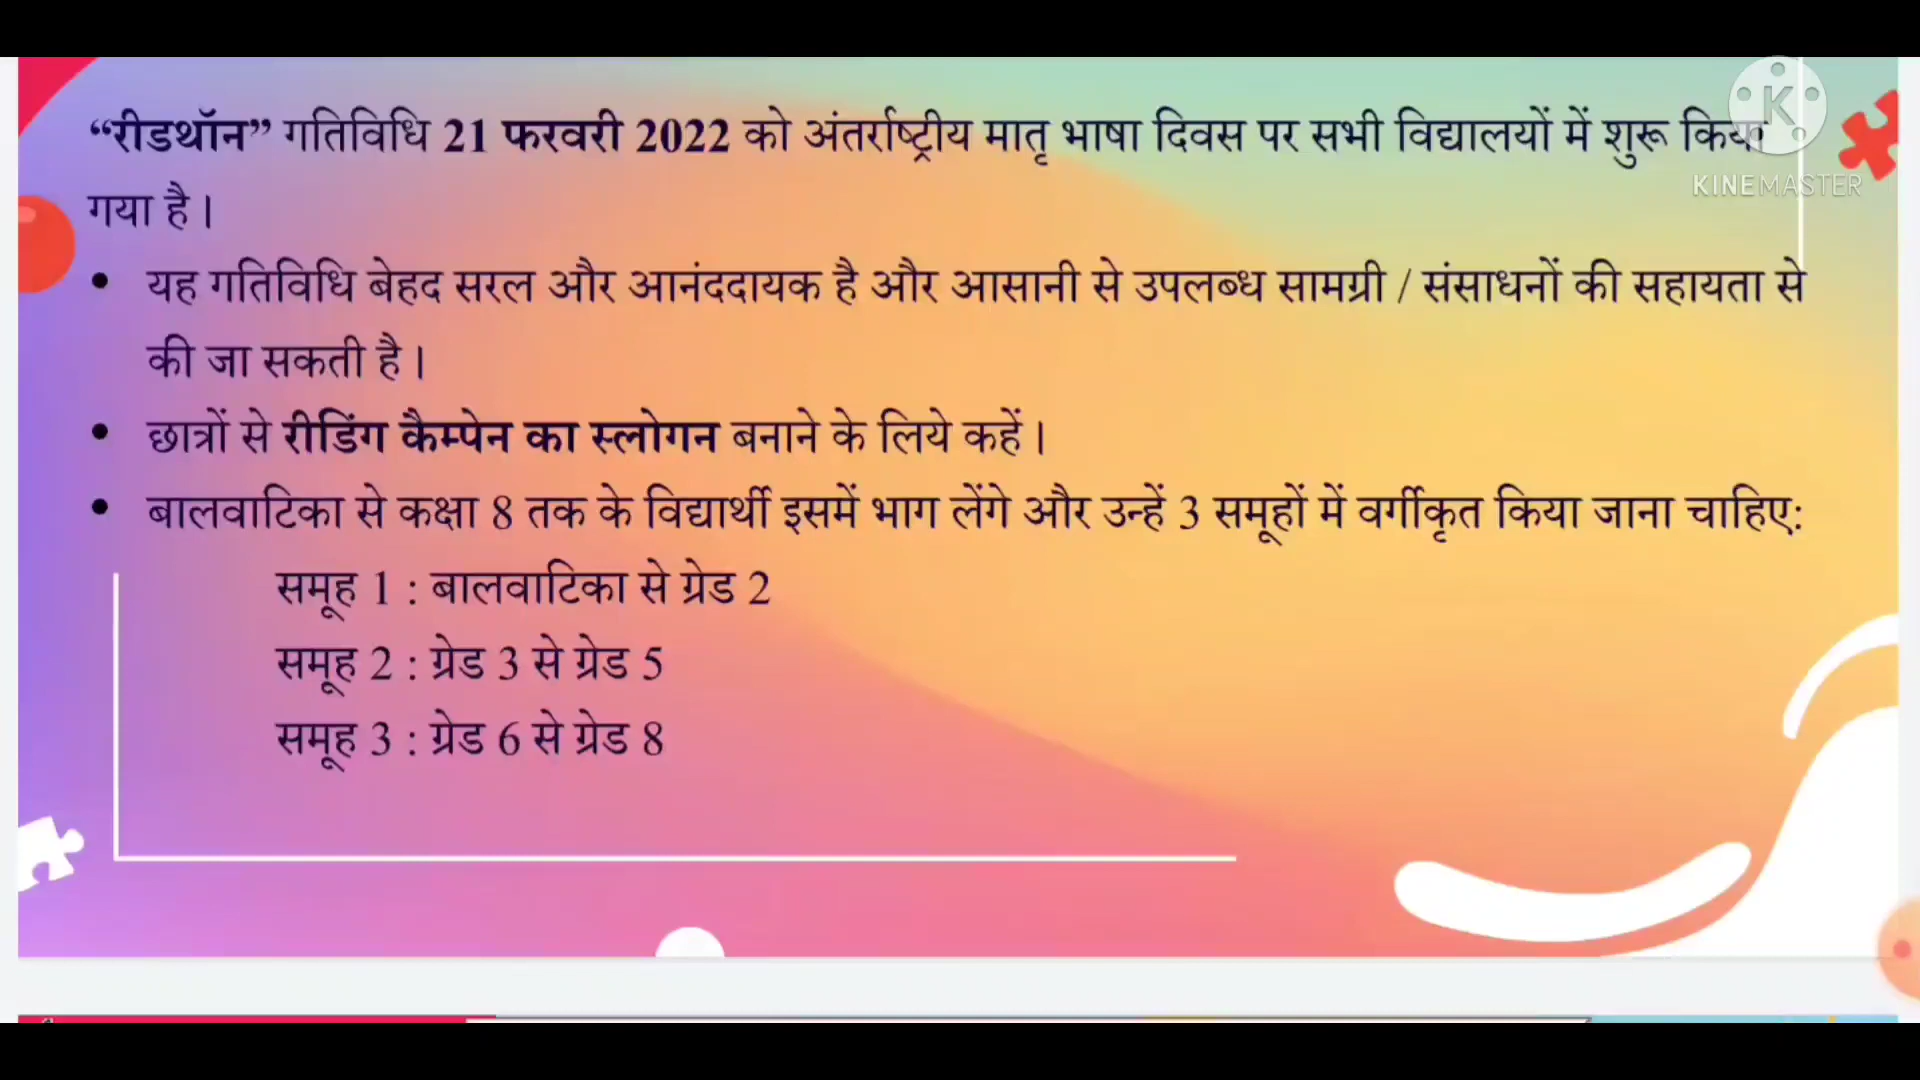 “रीडथॉन” गतिविधि 21 फरवरी 2022 को अंतर्राष्ट्रीय मातृ भाषा दिवस पर सभी विद्यालयों में शुरू किया
गया है।
• यह गतिविधि बेहद सरल और आनंददायक है और आसानी से उपलब्ध सामग्री / संसाधनों की सहायता से
की जा सकती है।
• छात्रों से रीडिंग कैम्पेन का स्लोगन बनाने के लिये कहें।
• बालवाटिका से कक्षा 8 तक के विद्यार्थी इसमें भाग लेंगे और उन्हें 3 समूहों में वर्गीकृत किया जाना चाहिए:
समूह 1 : बालवाटिका से ग्रेड 2
समूह 2 : ग्रेड 3 से ग्रेड 5
समूह 3 : ग्रेड 6 से ग्रेड 8
K
KINEMASTER